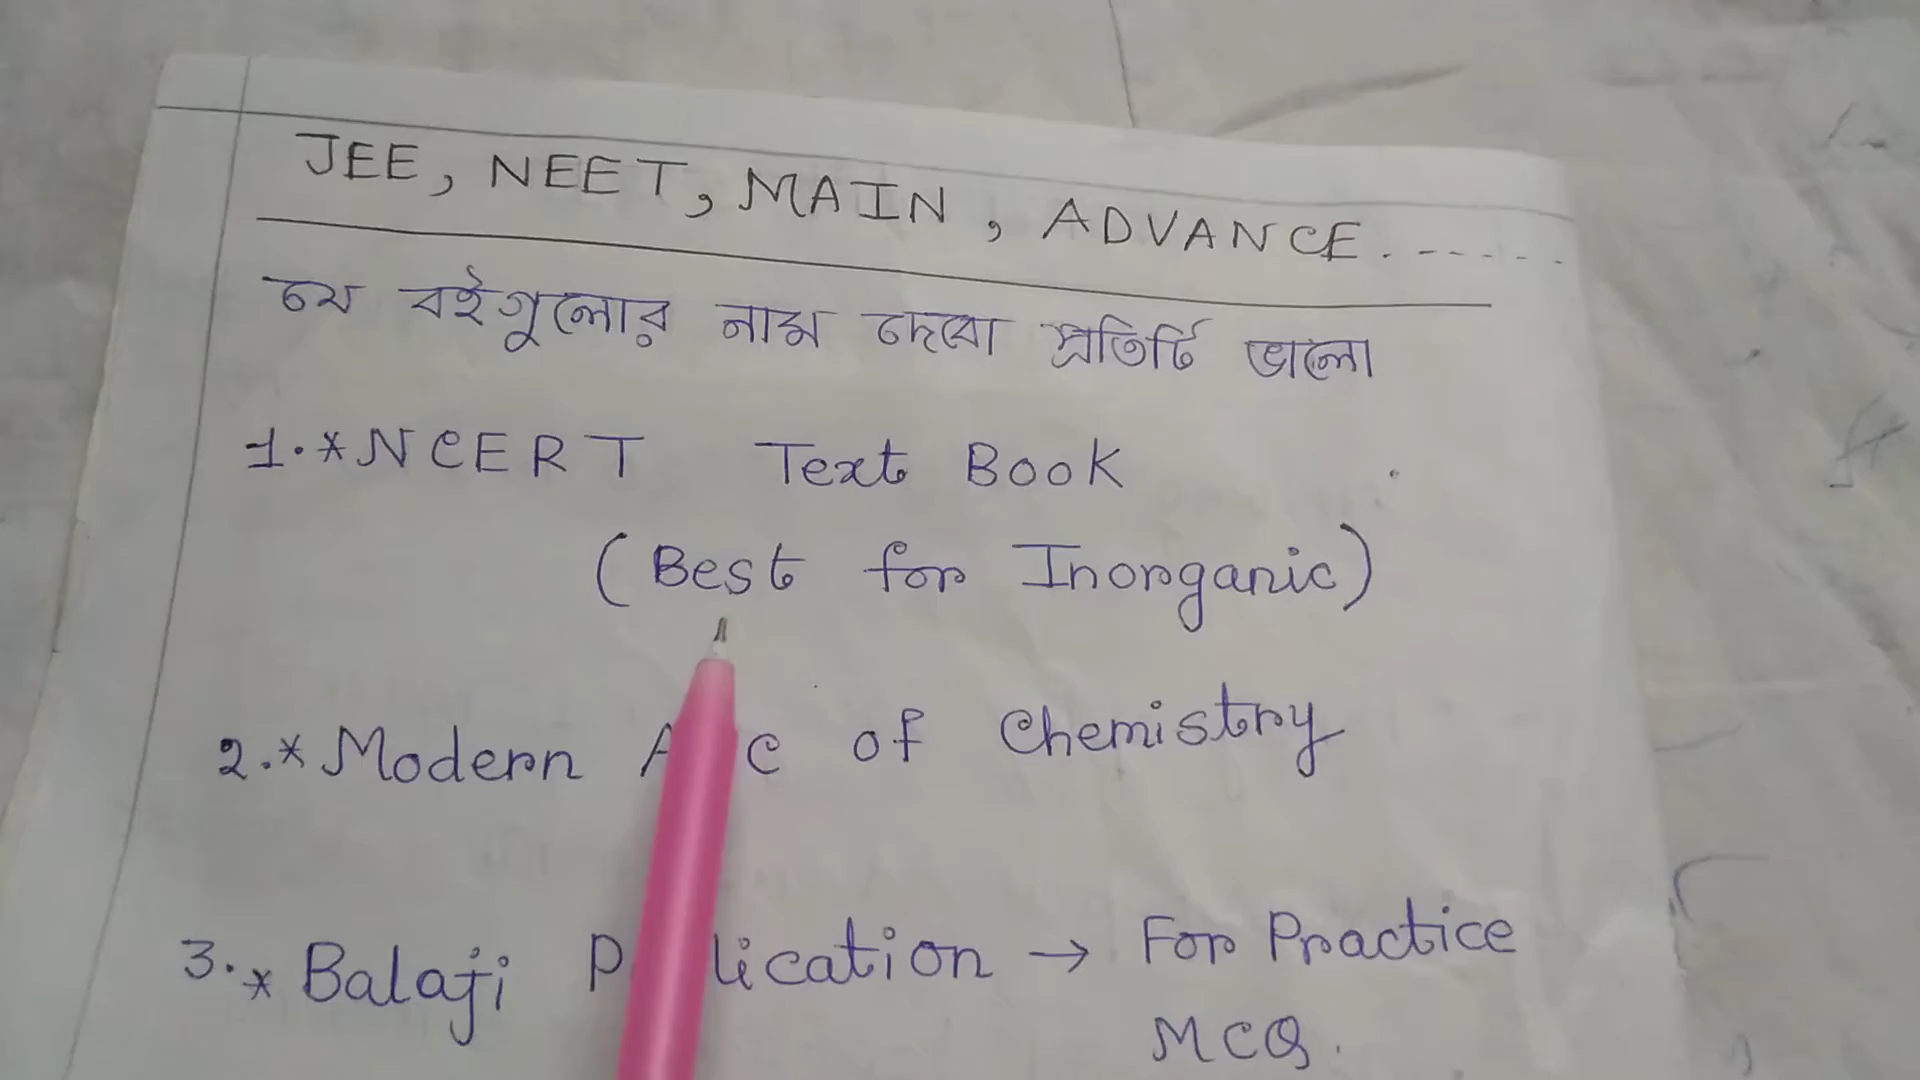 JEE, NEET, MAIN, ADVANCE.-----
যে বইগুলোর নাম দেবো প্রতিটি ভালো
1.*NCERT Text Book
(Best for Inorganic)
2.*Modern of Chemistry
3.*Balaji → For Practice
MCQ.